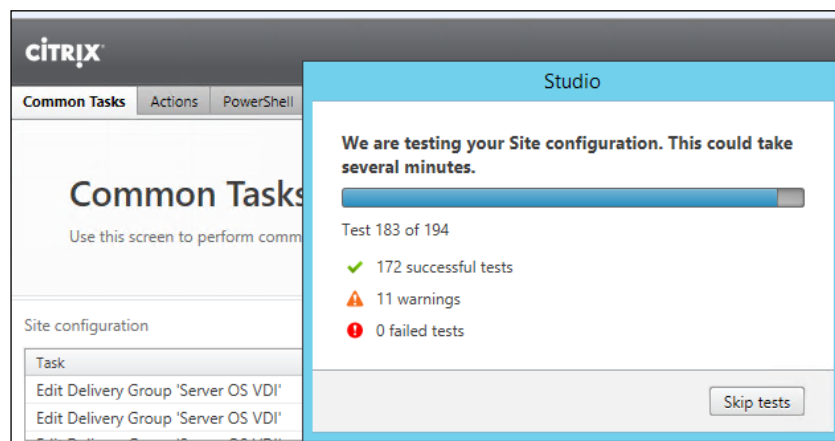 CİTRIX
Studio
Common Tasks Actions PowerShell
We are testing your Site configuration. This could take
several minutes.
Common Tasks
Test 183 of 194
Use this screen to perform comm
172 successful tests
11 warnings
Site configuration
0 failed tests
Task
Edit Delivery Group 'Server OS VDI'
Skip tests
Edit Delivery Group 'Server OS VDI'